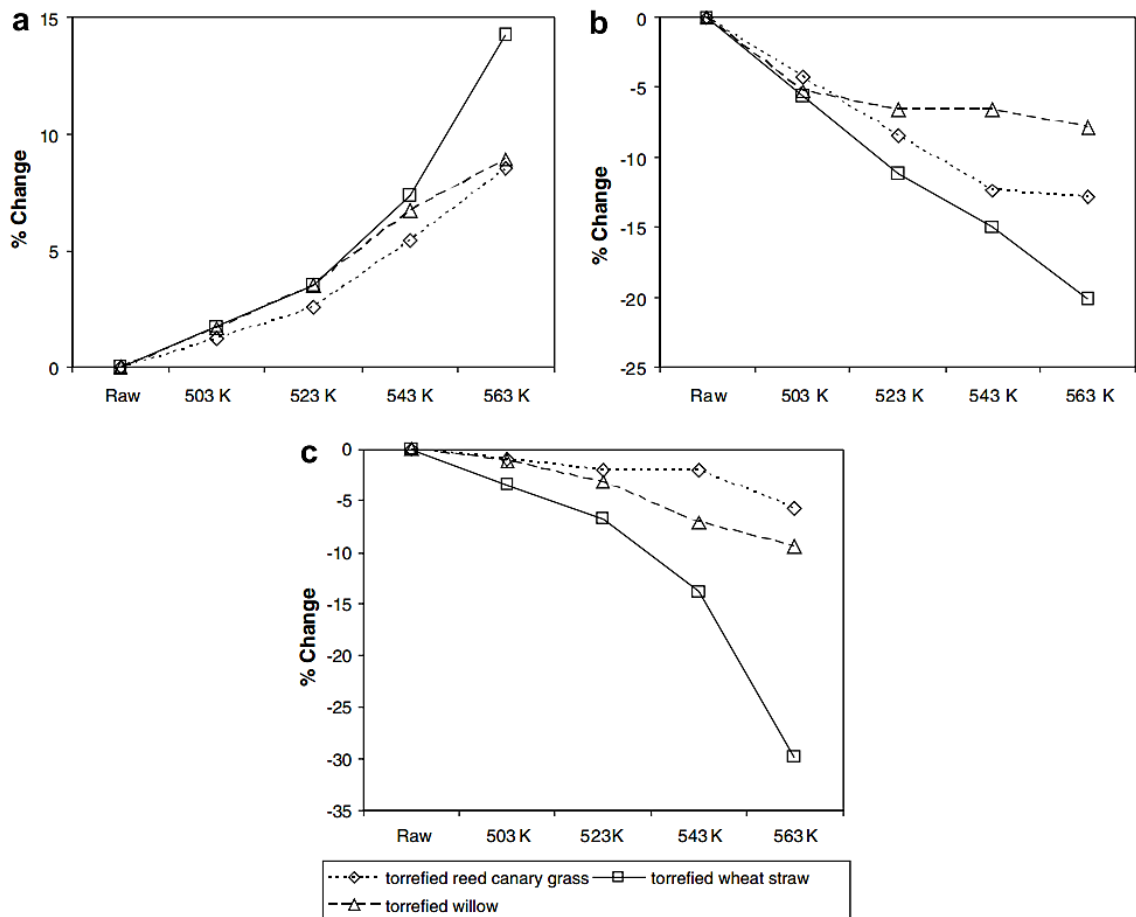 a
15
10
5
0
% Change
Raw 503 K 523 K 543 K 563 K
b
0
-5
-10
-15
-20
-25
% Change
Raw 503 K 523 K 543 K 563 K
c
0
-5
-10
-15
-20
-25
-30
-35
% Change
Raw 503 K 523 K 543 K 563 K
torrefied reed canary grass torrefied wheat straw
torrefied willow